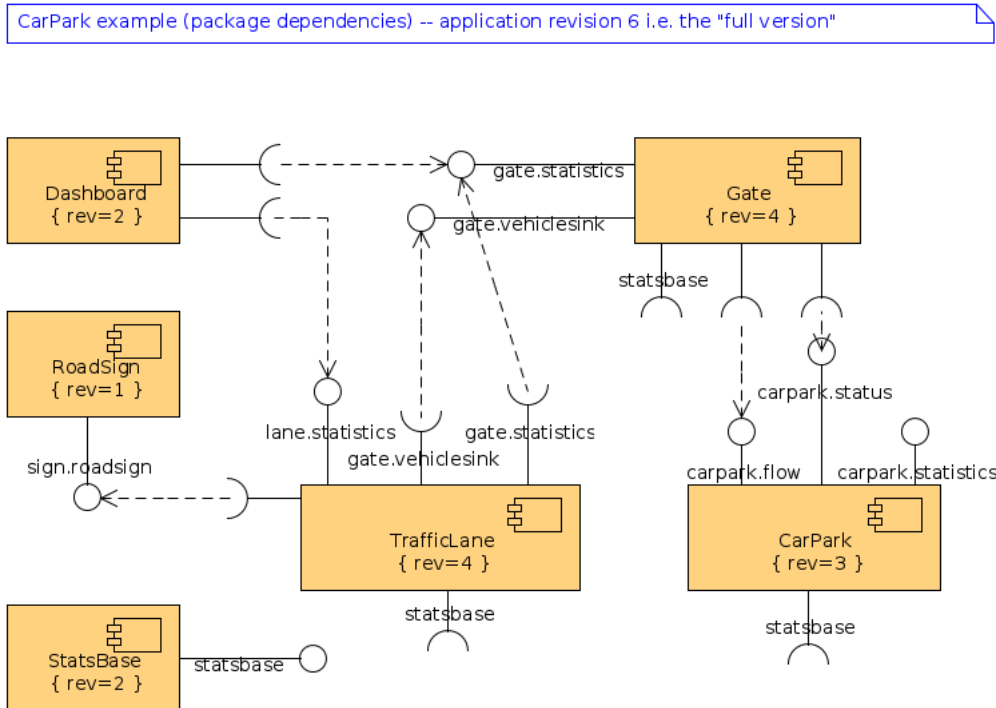 CarPark example (package dependencies) -- application revision 6 i.e. the "full version"
Dashboard
{ rev=2 }
gate.statistics
gate.vehiclesink
Gate
{ rev=4 }
statsbase
RoadSign
{ rev=1 }
carpark.status
lane.statistics
gate.statistics
gate.vehiclesink
sign.roadsign
carpark.flow
carpark.statistics
TrafficLane
{ rev=4 }
CarPark
{ rev=3 }
statsbase
statsbase
StatsBase
{ rev=2 }
statsbase